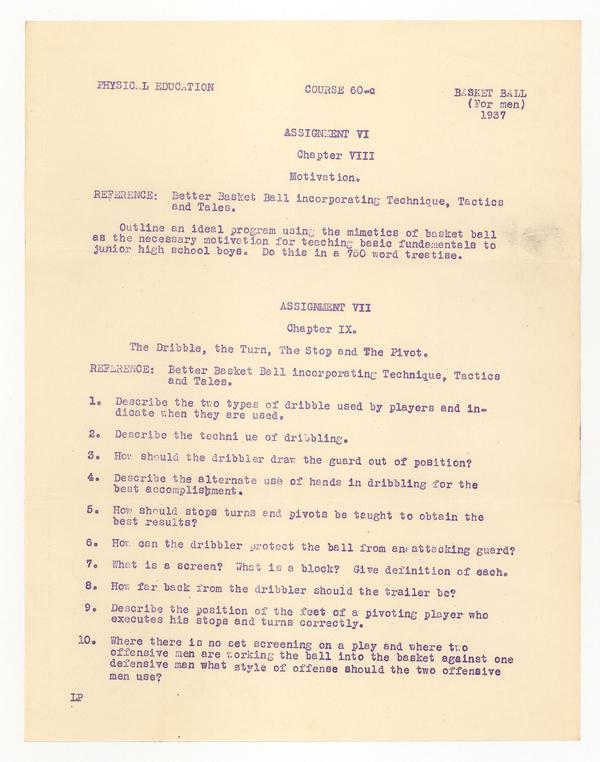 PHYSICAL EDUCATION COURSE 60-c BASKET BALL
(For men)
1937
ASSIGNMENT VI
Chapter VIII
Motivation.
REFERENCE: Better Basket Ball incorporating Technique, Tactics
and Tales.
Outline an ideal program using the mimetics of basket ball
as the necessary motivation for teaching basic fundamentals to
junior high school boys. Do this in a 750 word treatise.
ASSIGNMENT VII
Chapter IX.
The Dribble, the Turn, The Stop and The Pivot.
REFERENCE: Better Basket Ball incorporating Technique, Tactics
and Tales.
1. Describe the two types of dribble used by players and in-
dicate when they are used.
2. Describe the techni ue of dribbling.
3. How should the dribbler draw the guard out of position?
4. Describe the alternate use of hands in dribbling for the
best accomplishment.
5. How should stops turns and pivots be taught to obtain the
best results?
6. How can the dribbler protect the ball from an attacking guard?
7. What is a screen? What is a block? Give definition of each.
8. How far back from the dribbler should the trailer be?
9. Describe the position of the feet of a pivoting player who
executes his stops and turns correctly.
10. Where there is no set screening on a play and where two
offensive men are working the ball into the basket against one
defensive man what style of offense should the two offensive
men use?
LP